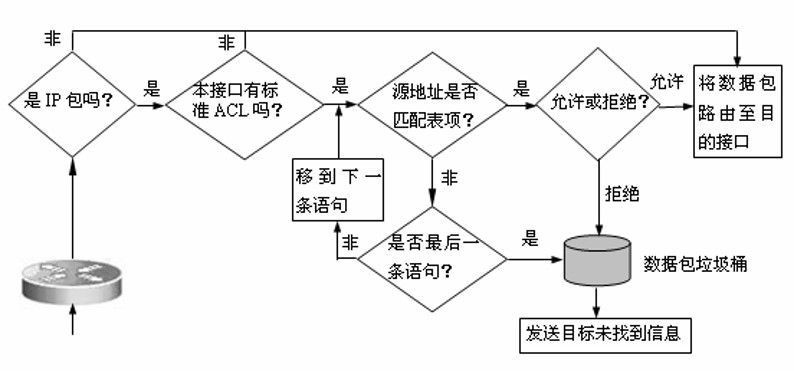 非
非
是 IP 包吗？
是
本接口有标
准 ACL 吗？
是
源地址是否
匹配表项？
是
允许或拒绝？
允许
将数据包
路由至目
的接口
移到下一
条语句
非
拒绝
非
是否最后一
条语句？
是
数据包垃圾桶
发送目标未找到信息